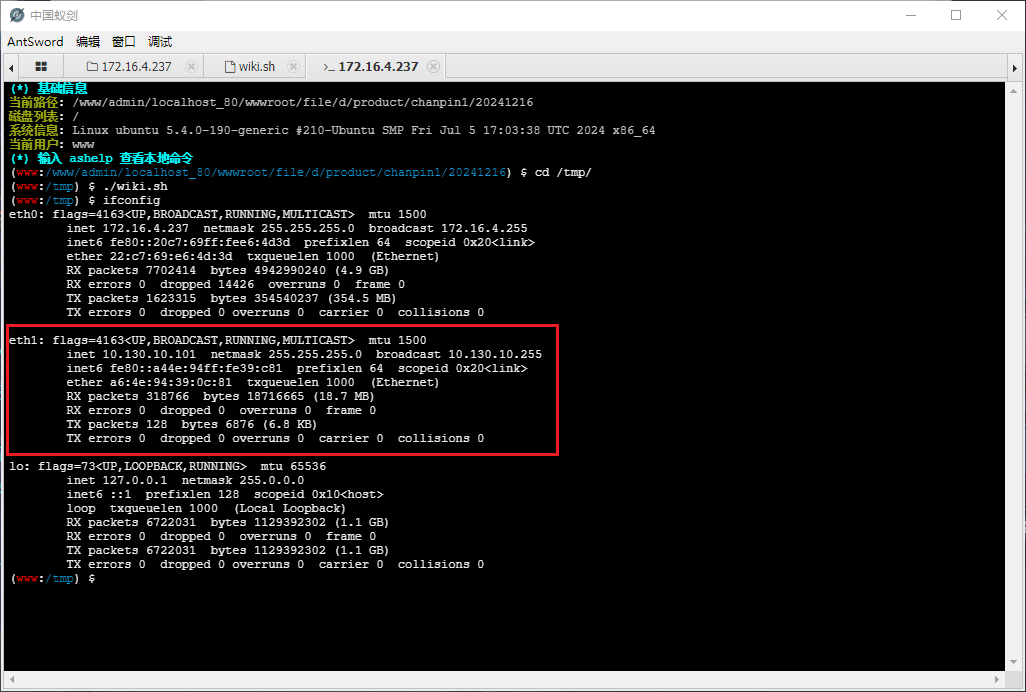 中国蚁剑
AntSword 编辑 窗口 调试
172.16.4.237 wiki.sh >_ 172.16.4.237
(*) 基础信息
当前路径: /www/admin/localhost_80/wwwroot/file/d/product/chanpin1/20241216
磁盘列表: /
系统信息: Linux ubuntu 5.4.0-190-generic #210-Ubuntu SMP Fri Jul 5 17:03:38 UTC 2024 x86_64
当前用户: www
(*) 输入 ashelp 查看本地命令
(www:/www/admin/localhost_80/wwwroot/file/d/product/chanpin1/20241216) $ cd /tmp/
(www:/tmp) $ ./wiki.sh
(www:/tmp) $ ifconfig
eth0: flags=4163<UP,BROADCAST,RUNNING,MULTICAST>  mtu 1500
inet 172.16.4.237  netmask 255.255.255.0  broadcast 172.16.4.255
inet6 fe80::20c7:69ff:fee6:4d3d  prefixlen 64  scopeid 0x20<link>
ether 22:c7:69:e6:4d:3d  txqueuelen 1000  (Ethernet)
RX packets 7702414  bytes 4942990240 (4.9 GB)
RX errors 0  dropped 14426  overruns 0  frame 0
TX packets 1623315  bytes 354540237 (354.5 MB)
TX errors 0  dropped 0 overruns 0  carrier 0  collisions 0
eth1: flags=4163<UP,BROADCAST,RUNNING,MULTICAST>  mtu 1500
inet 10.130.10.101  netmask 255.255.255.0  broadcast 10.130.10.255
inet6 fe80::a44e:94ff:fe39:c81  prefixlen 64  scopeid 0x20<link>
ether a6:4e:94:39:0c:81  txqueuelen 1000  (Ethernet)
RX packets 318766  bytes 18716665 (18.7 MB)
RX errors 0  dropped 0  overruns 0  frame 0
TX packets 128  bytes 6876 (6.8 KB)
TX errors 0  dropped 0 overruns 0  carrier 0  collisions 0
lo: flags=73<UP,LOOPBACK,RUNNING>  mtu 65536
inet 127.0.0.1  netmask 255.0.0.0
inet6 ::1  prefixlen 128  scopeid 0x10<host>
loop  txqueuelen 1000  (Local Loopback)
RX packets 6722031  bytes 1129392302 (1.1 GB)
RX errors 0  dropped 0  overruns 0  frame 0
TX packets 6722031  bytes 1129392302 (1.1 GB)
TX errors 0  dropped 0 overruns 0  carrier 0  collisions 0
(www:/tmp) $